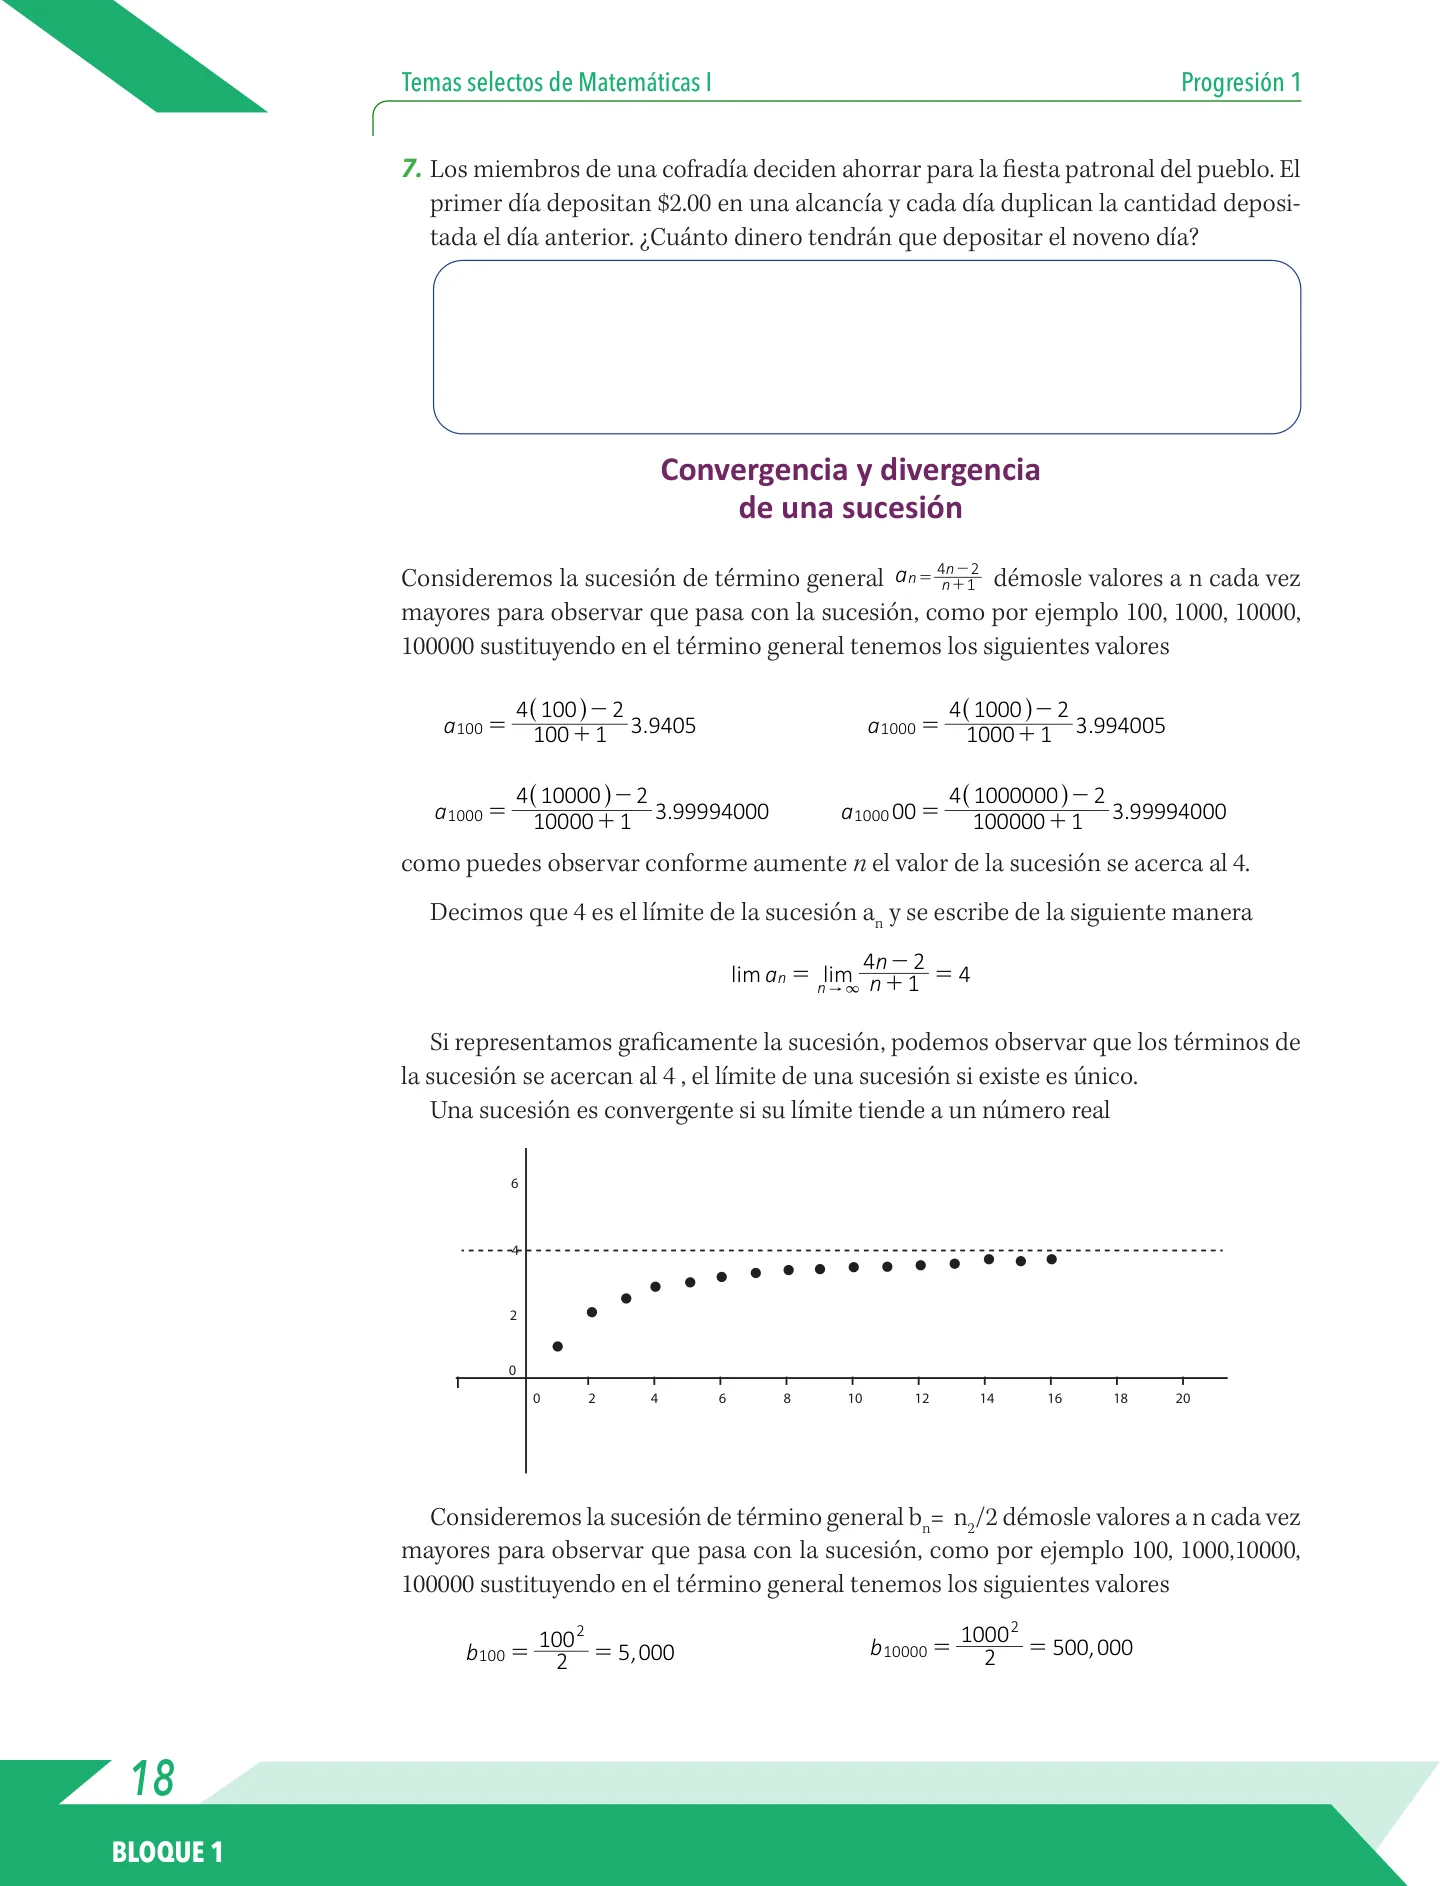 Temas selectos de Matemáticas I Progresión 1
7. Los miembros de una cofradía deciden ahorrar para la fiesta patronal del pueblo. El
primer día depositan $2.00 en una alcancía y cada día duplican la cantidad deposi-
tada el día anterior. ¿Cuánto dinero tendrán que depositar el noveno día?
Convergencia y divergencia
de una sucesión
Consideremos la sucesión de término general an = (4n − 2)/(n + 1) démosle valores a n cada vez
mayores para observar que pasa con la sucesión, como por ejemplo 100, 1000, 10000,
100000 sustituyendo en el término general tenemos los siguientes valores
a100 = (4(100) − 2)/(100 + 1) 3.9405 a1000 = (4(1000) − 2)/(1000 + 1) 3.994005
a1000 = (4(10000) − 2)/(10000 + 1) 3.99994000 a100000 = (4(1000000) − 2)/(100000 + 1) 3.99994000
como puedes observar conforme aumente n el valor de la sucesión se acerca al 4.
Decimos que 4 es el límite de la sucesión an y se escribe de la siguiente manera
lim an = lim n→∞ (4n − 2)/(n + 1) = 4
Si representamos graficamente la sucesión, podemos observar que los términos de
la sucesión se acercan al 4 , el límite de una sucesión si existe es único.
Una sucesión es convergente si su límite tiende a un número real
6
4
2
0
0 2 4 6 8 10 12 14 16 18 20
Consideremos la sucesión de término general bn= n2/2 démosle valores a n cada vez
mayores para observar que pasa con la sucesión, como por ejemplo 100, 1000,10000,
100000 sustituyendo en el término general tenemos los siguientes valores
b100 = 100²/2 = 5,000 b10000 = 1000²/2 = 500,000
18
BLOQUE 1